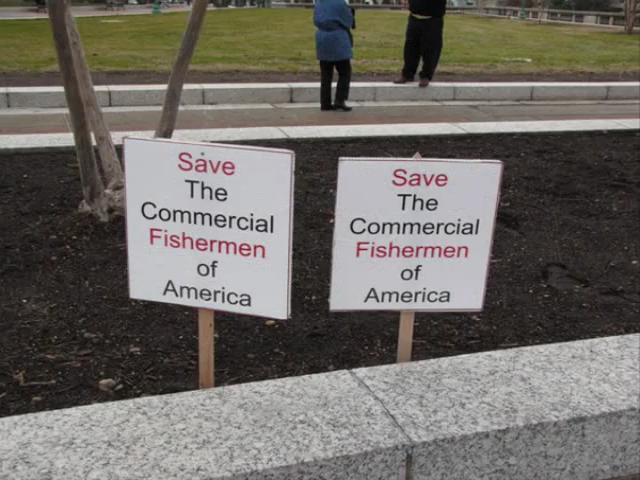 Save
The
Commercial
Fishermen
of
America
Save
The
Commercial
Fishermen
of
America